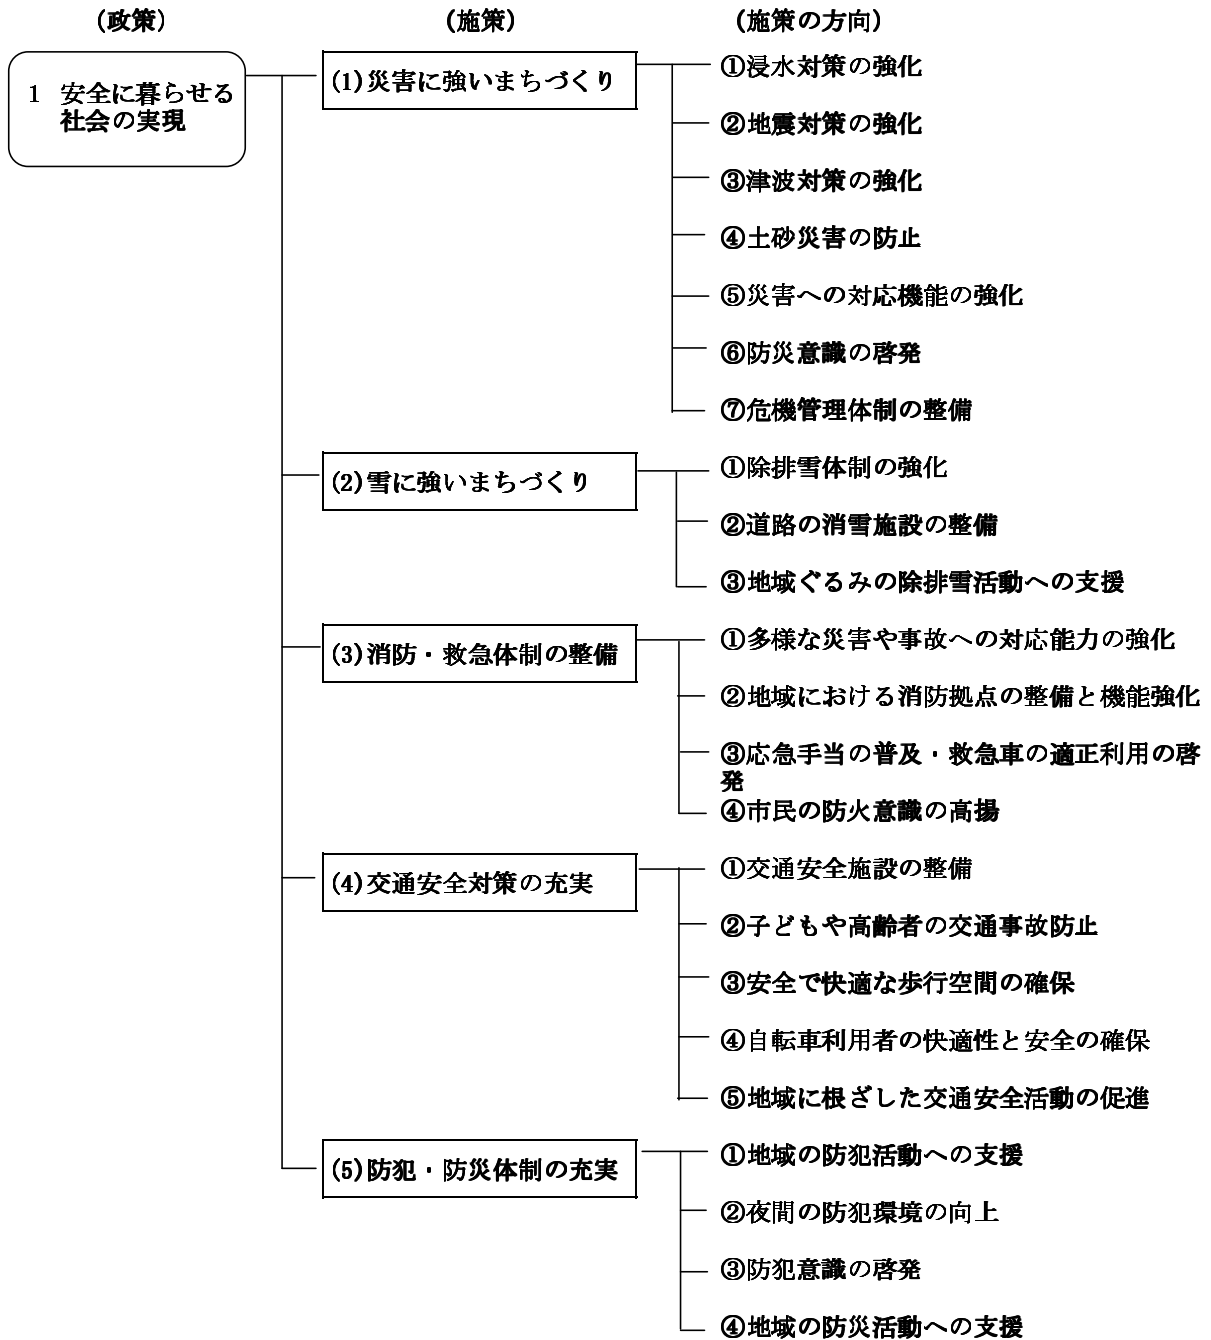 (政策)
(施策)
(施策の方向)
1 安全に暮らせる
社会の実現
(1)災害に強いまちづくり
①浸水対策の強化
②地震対策の強化
③津波対策の強化
④土砂災害の防止
⑤災害への対応機能の強化
⑥防災意識の啓発
⑦危機管理体制の整備
(2)雪に強いまちづくり
①除排雪体制の強化
②道路の消雪施設の整備
③地域ぐるみの除排雪活動への支援
(3)消防・救急体制の整備
①多様な災害や事故への対応能力の強化
②地域における消防拠点の整備と機能強化
③応急手当の普及・救急車の適正利用の啓
発
④市民の防火意識の高揚
(4)交通安全対策の充実
①交通安全施設の整備
②子どもや高齢者の交通事故防止
③安全で快適な歩行空間の確保
④自転車利用者の快適性と安全の確保
⑤地域に根ざした交通安全活動の促進
(5)防犯・防災体制の充実
①地域の防犯活動への支援
②夜間の防犯環境の向上
③防犯意識の啓発
④地域の防災活動への支援